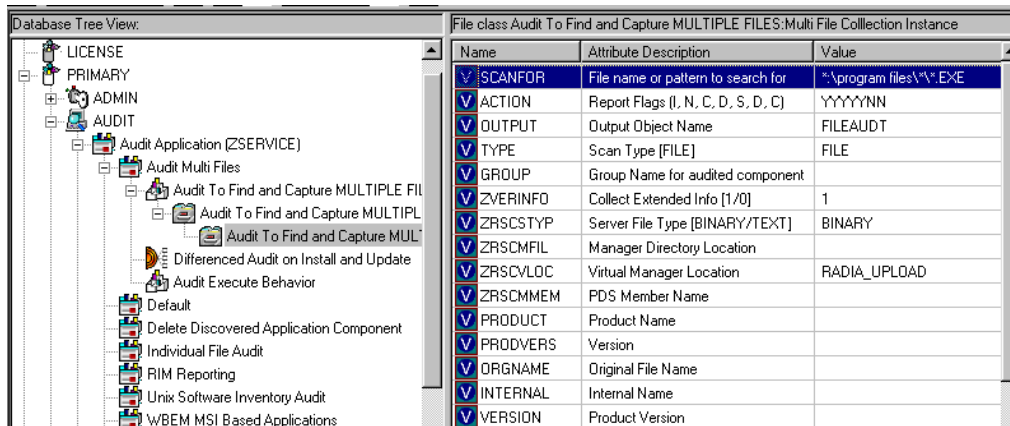 Database Tree View:
LICENSE
PRIMARY
ADMIN
AUDIT
Audit Application (ZSERVICE)
Audit Multi Files
Audit To Find and Capture MULTIPLE FIL
Audit To Find and Capture MULTIPL
Audit To Find and Capture MUL
Differenced Audit on Install and Update
Audit Execute Behavior
Default
Delete Discovered Application Component
Individual File Audit
RIM Reporting
Unix Software Inventory Audit
WBEM MSI Based Applications
File class Audit To Find and Capture MULTIPLE FILES:Multi File Colllection Instance
Name Attribute Description Value
V SCANFOR File name or pattern to search for *:\program files\*\*.EXE
V ACTION Report Flags (I, N, C, D, S, D, C) YYYYYNN
V OUTPUT Output Object Name FILEAUDT
V TYPE Scan Type [FILE] FILE
V GROUP Group Name for audited component
V ZVERINFO Collect Extended Info [1/0] 1
V ZRSCSTYP Server File Type [BINARY/TEXT] BINARY
V ZRSCMFIL Manager Directory Location
V ZRSCVLOC Virtual Manager Location RADIA_UPLOAD
V ZRSCMMEM PDS Member Name
V PRODUCT Product Name
V PRODVERS Version
V ORGNAME Original File Name
V INTERNAL Internal Name
V VERSION Product Version